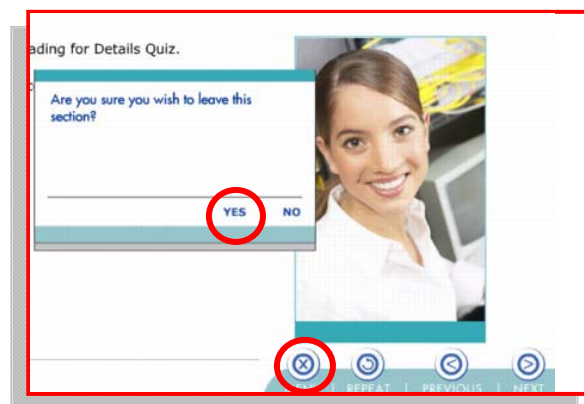 ading for Details Quiz.
Are you sure you wish to leave this
section?
YES NO
REPEAT | PREVIOUS | NEXT